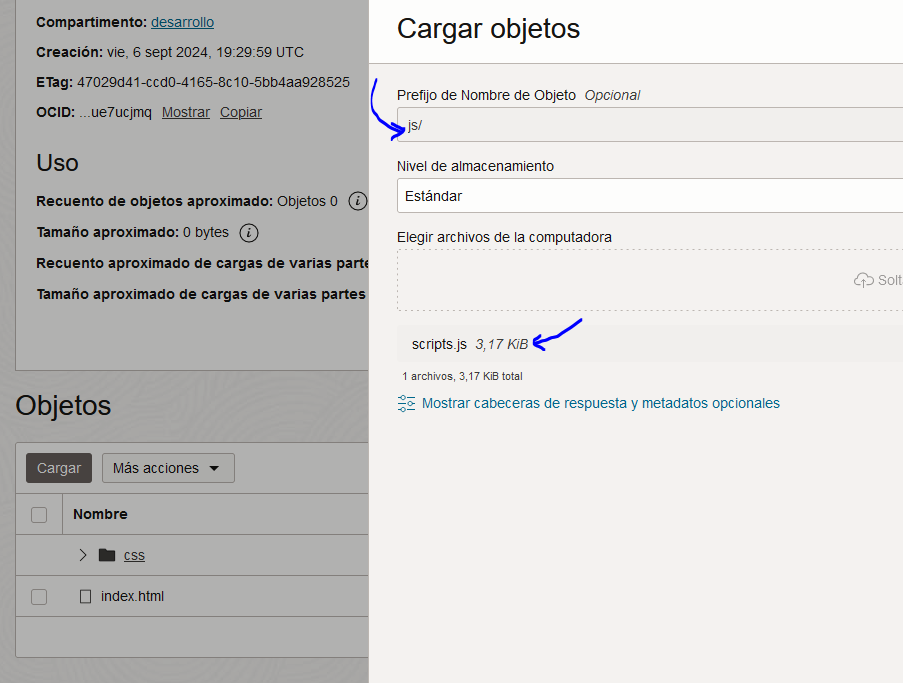 Compartimento: desarrollo
Creación: vie, 6 sept 2024, 19:29:59 UTC
ETag: 47029d41-ccd0-4165-8c10-5bb4aa928525
OCID: ...ue7ucjmq Mostrar Copiar
Uso
Recuento de objetos aproximado: Objetos 0
Tamaño aproximado: 0 bytes
Recuento aproximado de cargas de varias parte
Tamaño aproximado de cargas de varias partes
Objetos
Cargar Más acciones
Nombre
css
index.html
Cargar objetos
Prefijo de Nombre de Objeto Opcional
js/
Nivel de almacenamiento
Estándar
Elegir archivos de la computadora
Solt
scripts.js 3,17 KiB
1 archivos, 3,17 KiB total
Mostrar cabeceras de respuesta y metadatos opcionales